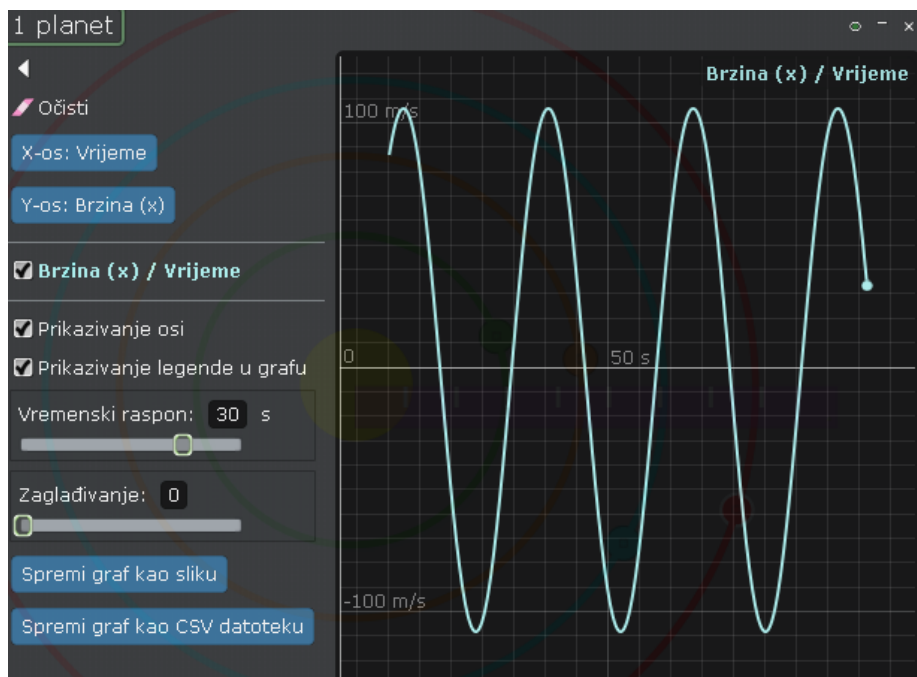 1 planet
Očisti
X-os: Vrijeme
Y-os: Brzina (x)
Brzina (x) / Vrijeme
Prikazivanje osi
Prikazivanje legende u grafu
Vremenski raspon: 30 s
Zaglađivanje: 0
Spremi graf kao sliku
Spremi graf kao CSV datoteku
Brzina (x) / Vrijeme
100 m/s
0
50 s
-100 m/s